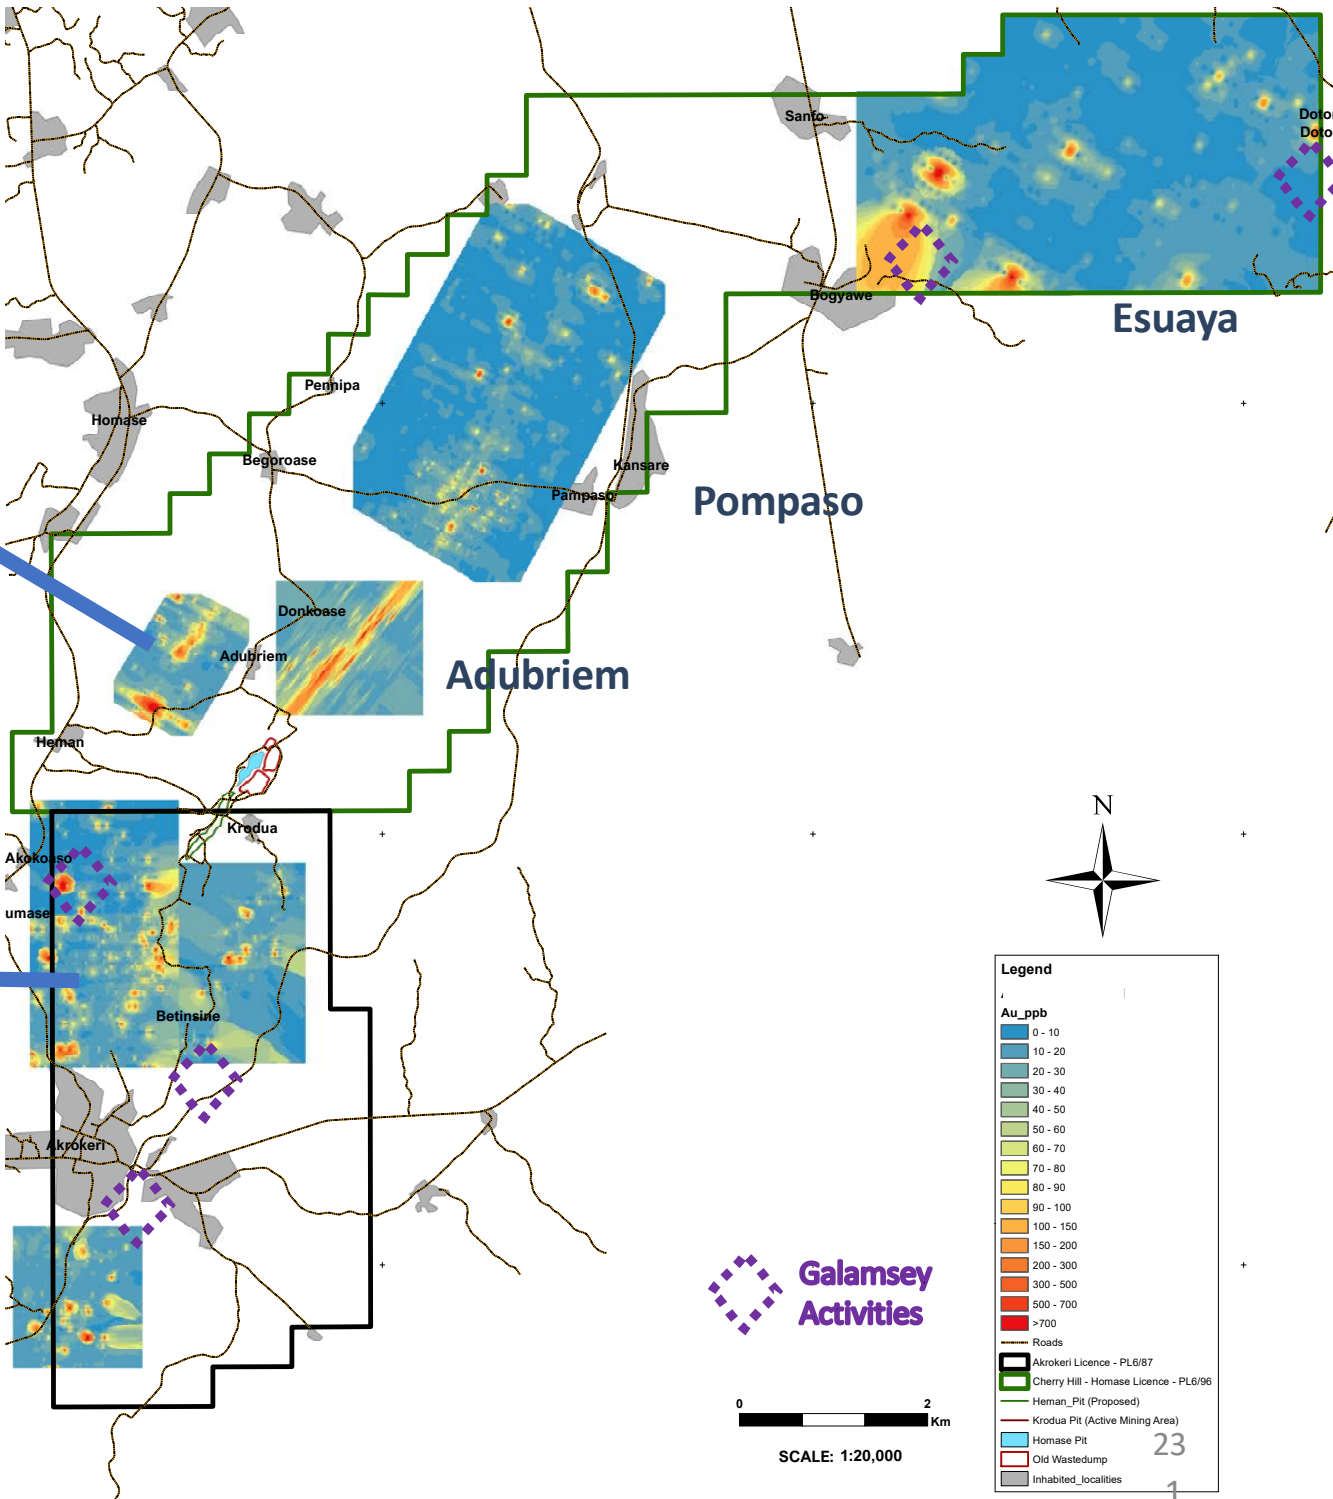 Santo
Doto
Doto
Bogyawe
Esuaya
Pennipa
Homase
Begoroase
Kansare
Pampaso
Pompaso
Donkoase
Adubriem
Adubriem
Heman
Krodua
Akokoaso
umase
Betinsine
Akrokeri
N
Galamsey
Activities
0 2
Km
SCALE: 1:20,000
Legend
Au_ppb
0 - 10
10 - 20
20 - 30
30 - 40
40 - 50
50 - 60
60 - 70
70 - 80
80 - 90
90 - 100
100 - 150
150 - 200
200 - 300
300 - 500
500 - 700
>700
Roads
Akrokeri Licence - PL6/87
Cherry Hill - Homase Licence - PL6/96
Heman_Pit (Proposed)
Krodua Pit (Active Mining Area)
Homase Pit
Old Wastedump
Inhabited_localities
23
1